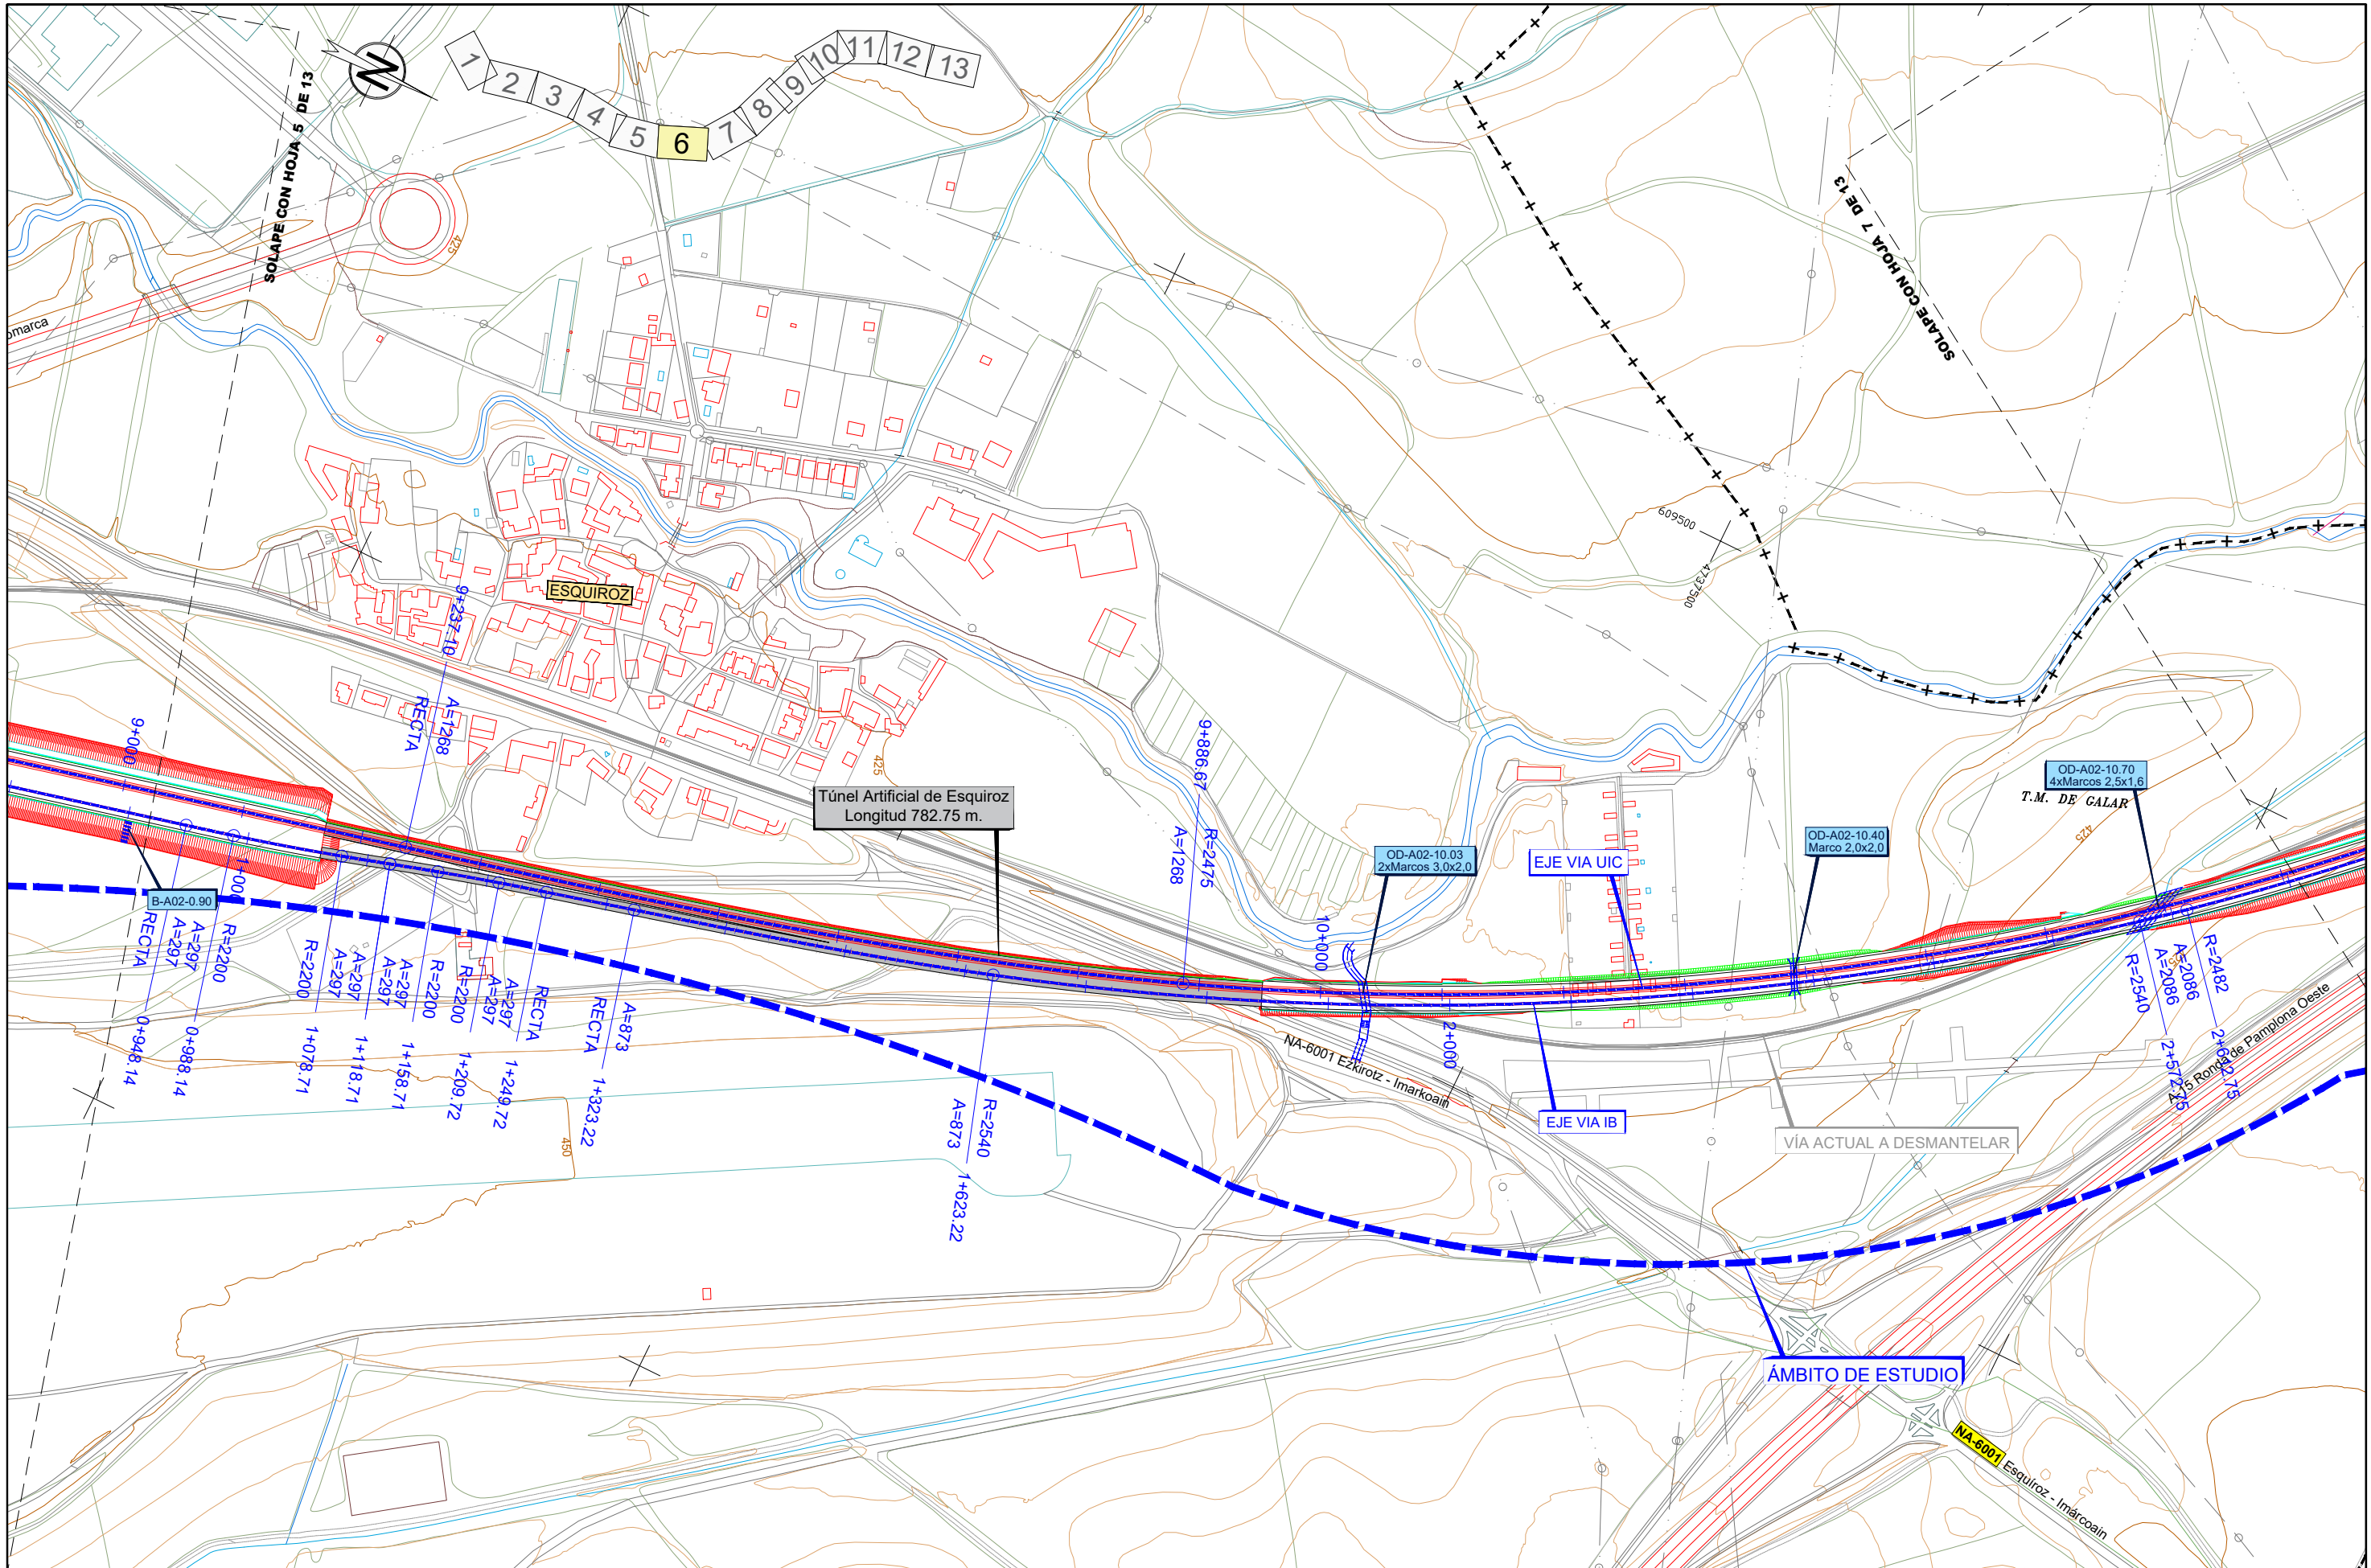 SOLAPE CON HOJA 5 DE 13
N
1
2
3
4
5
6
7
8
9
10
11
12
13
SOLAPE CON HOJA 7 DE 13
425
omarca
609500
4737500
ESQUIROZ
9+237.10
RECTA
A=1268
9+000
425
Túnel Artificial de Esquiroz
Longitud 782.75 m.
9+886.67
A=1268
R=2475
OD-A02-10.70
4xMarcos 2,5x1,6
T.M. DE GALAR
425
OD-A02-10.40
Marco 2,0x2,0
OD-A02-10.03
2xMarcos 3,0x2,0
EJE VIA UIC
10+000
B-A02-0.90
1+000
RECTA
A=297
0+948.14
A=297
R=2200
0+988.14
R=2200
A=297
1+078.71
A=297
A=297
1+118.71
A=297
R=2200
1+158.71
R=2200
A=297
1+209.72
A=297
RECTA
1+249.72
RECTA
A=873
1+323.22
A=873
R=2540
1+623.22
2+000
R=2540
A=2086
2+572.75
A=2086
R=2482
2+642.75
425
NA-6001 Ezkirotz - Imarkoain
EJE VIA IB
VÍA ACTUAL A DESMANTELAR
Ronda de Pamplona Oeste
450
ÁMBITO DE ESTUDIO
NA-6001
Esquiroz - Imárcoain